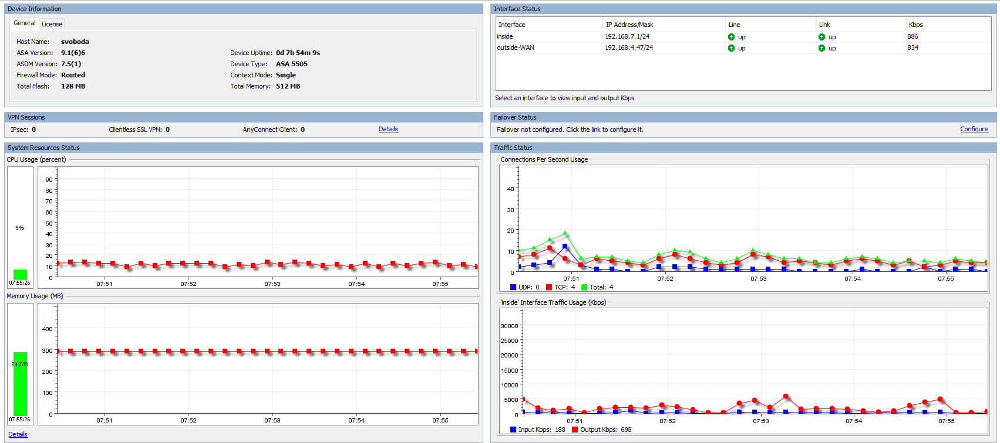 Device Information
General
License
Host Name: svoboda
ASA Version: 9.1(6)6
Device Uptime: 0d 7h 54m 9s
ASDM Version: 7.5(1)
Device Type: ASA 5505
Firewall Mode: Routed
Context Mode: Single
Total Flash: 128 MB
Total Memory: 512 MB
Interface Status
Interface IP Address/Mask Line Link Kbps
inside 192.168.7.1/24 up up 886
outside-WAN 192.168.4.47/24 up up 834
Select an interface to view input and output Kbps
VPN Sessions
IPsec: 0 Clientless SSL VPN: 0 AnyConnect Client: 0 Details
Failover Status
Failover not configured. Click the link to configure it. Configure
System Resources Status
CPU Usage (percent)
9%
07:55:26
90
80
70
60
50
40
30
20
10
0
07:51 07:52 07:53 07:54 07:55
Memory Usage (MB)
291MB
07:55:26
400
300
200
100
0
07:51 07:52 07:53 07:54 07:55
Details
Traffic Status
Connections Per Second Usage
40
30
20
10
0
07:51 07:52 07:53 07:54 07:55
UDP: 0 TCP: 4 Total: 4
'inside' Interface Traffic Usage (Kbps)
30000
25000
20000
15000
10000
5000
0
07:51 07:52 07:53 07:54 07:55
Input Kbps: 188 Output Kbps: 698